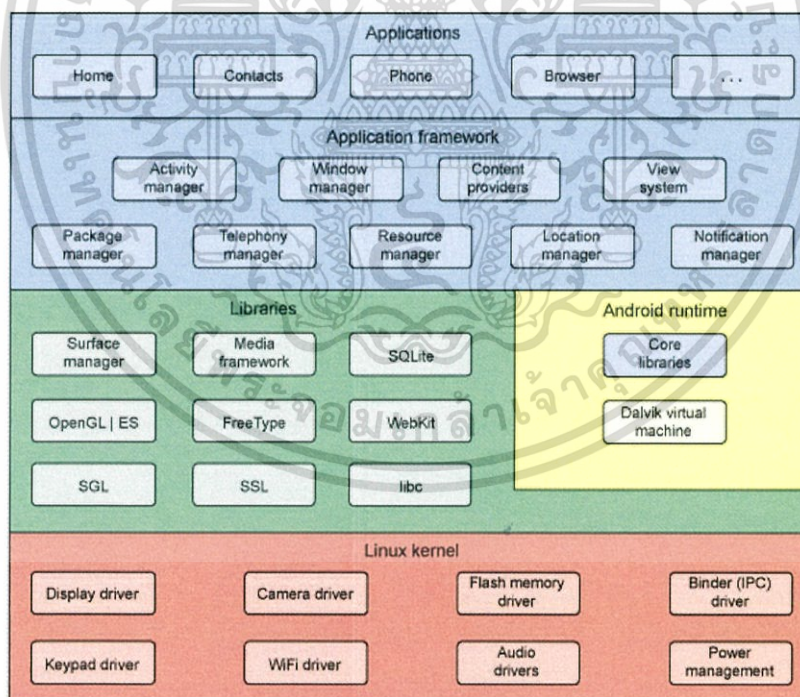 Applications
Home
Contacts
Phone
Browser
...
Application framework
Activity
manager
Window
manager
Content
providers
View
system
Package
manager
Telephony
manager
Resource
manager
Location
manager
Notification
manager
Libraries
Android runtime
Surface
manager
Media
framework
SQLite
Core
libraries
OpenGL | ES
FreeType
WebKit
Dalvik virtual
machine
SGL
SSL
libc
Linux kernel
Display driver
Camera driver
Flash memory
driver
Binder (IPC)
driver
Keypad driver
WiFi driver
Audio
drivers
Power
management